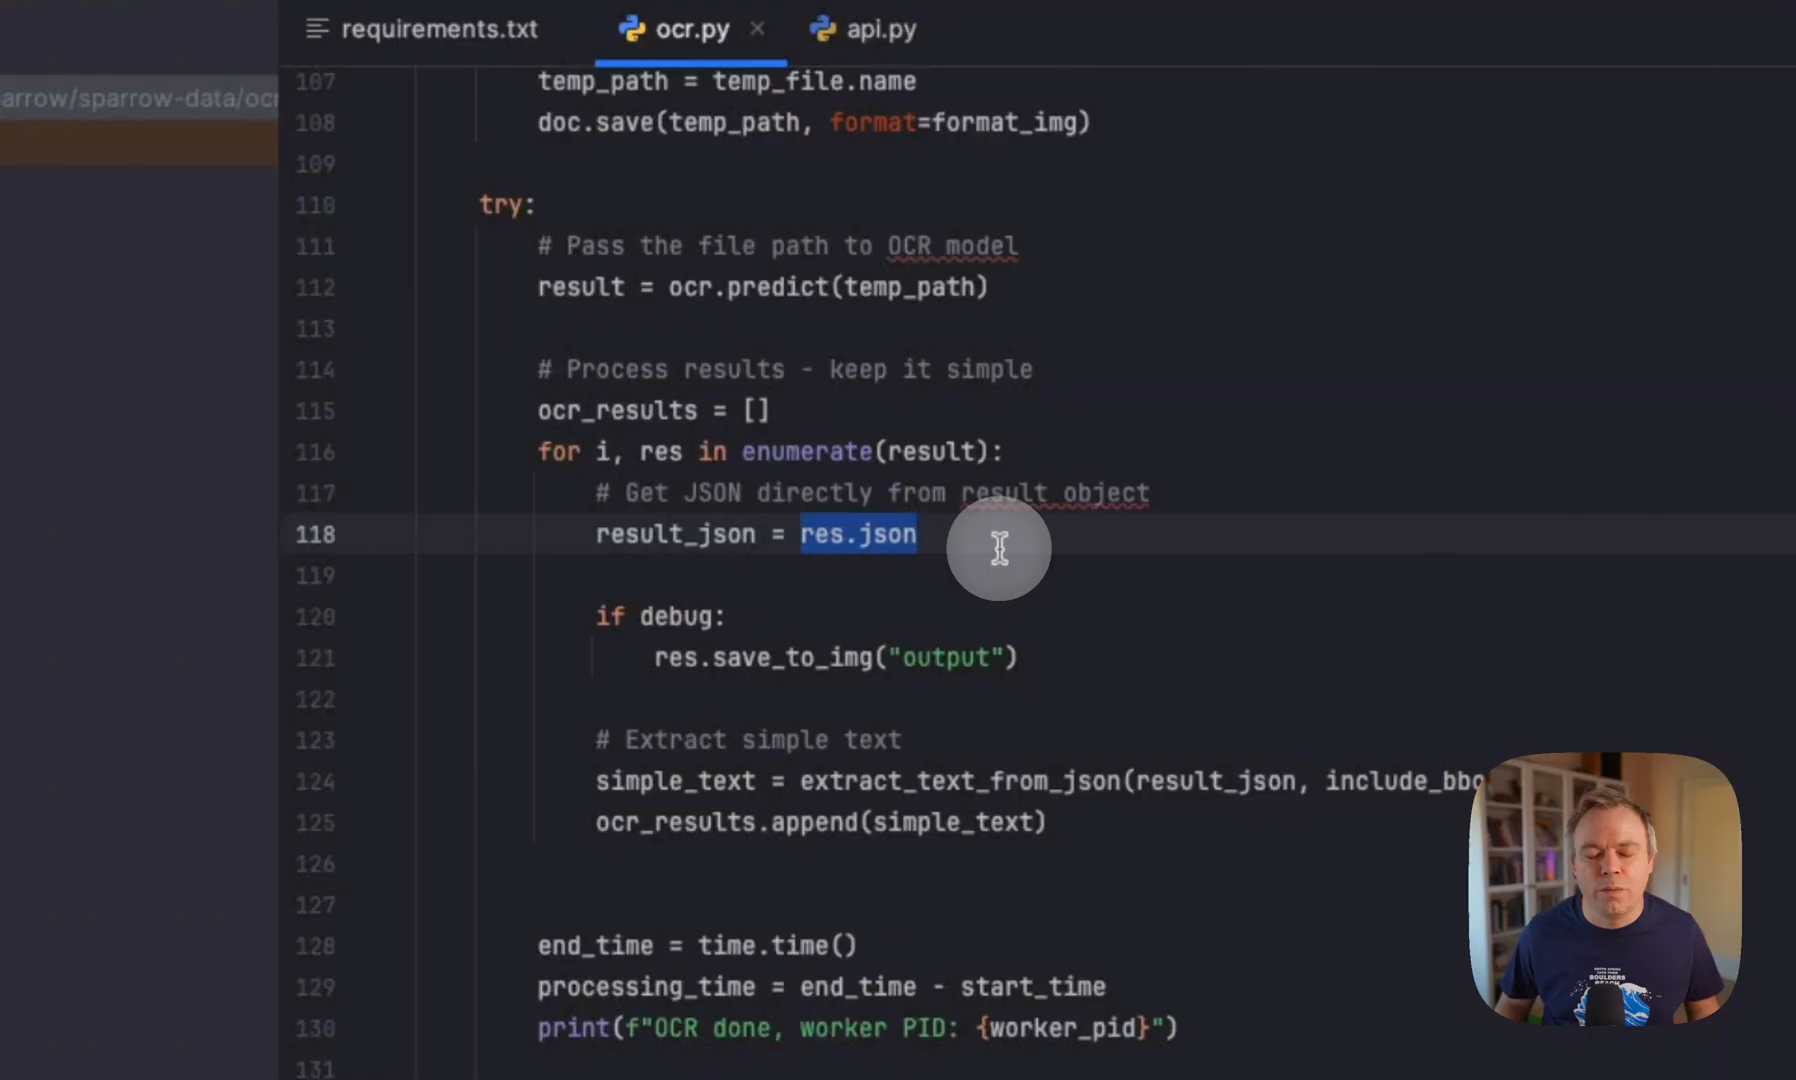 requirements.txt
ocr.py
api.py
arrow/sparrow-data/ocr
107 temp_path = temp_file.name
108 doc.save(temp_path, format=format_img)
109
110 try:
111 # Pass the file path to OCR model
112 result = ocr.predict(temp_path)
113
114 # Process results - keep it simple
115 ocr_results = []
116 for i, res in enumerate(result):
117 # Get JSON directly from result object
118 result_json = res.json
119
120 if debug:
121 res.save_to_img("output")
122
123 # Extract simple text
124 simple_text = extract_text_from_json(result_json, include_bbo
125 ocr_results.append(simple_text)
126
127
128 end_time = time.time()
129 processing_time = end_time - start_time
130 print(f"OCR done, worker PID: {worker_pid}")
131
BOULDERS